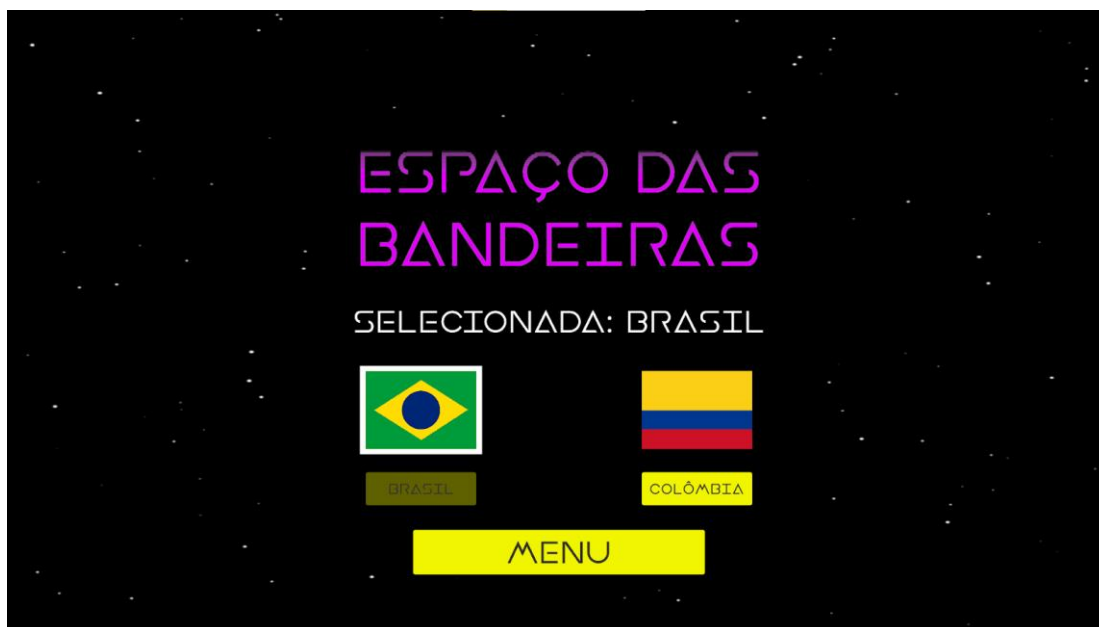 ESPAÇO DAS
BANDEIRAS
SELECIONADA: BRASIL
BRASIL
COLÔMBIA
MENU